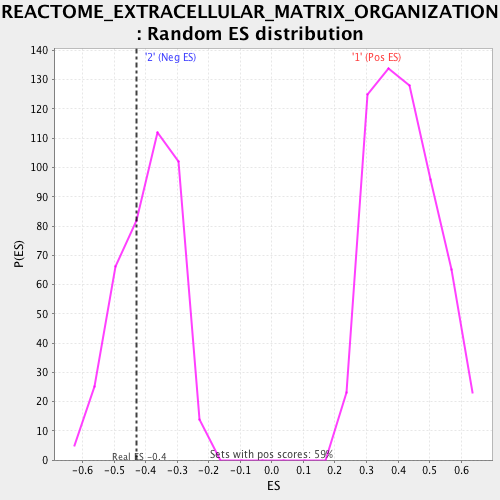 REACTOME_EXTRACELLULAR_MATRIX_ORGANIZATION
: Random ES distribution
'2' (Neg ES)
'1' (Pos ES)
140
130
120
110
100
90
80
70
60
50
40
30
20
10
0
P(ES)
Real ES -0.4
Sets with pos scores: 59%
-0.6 -0.5 -0.4 -0.3 -0.2 -0.1 0.0 0.1 0.2 0.3 0.4 0.5 0.6
ES